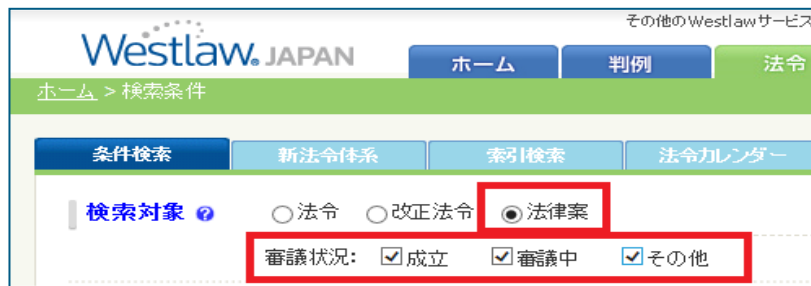 その他のWestlawサービス
Westlaw. JAPAN
ホーム 判例 法令
ホーム > 検索条件
条件検索 新法令体系 索引検索 法令カレンダー
検索対象 ? 法令 改正法令 法律案
審議状況: 成立 審議中 その他